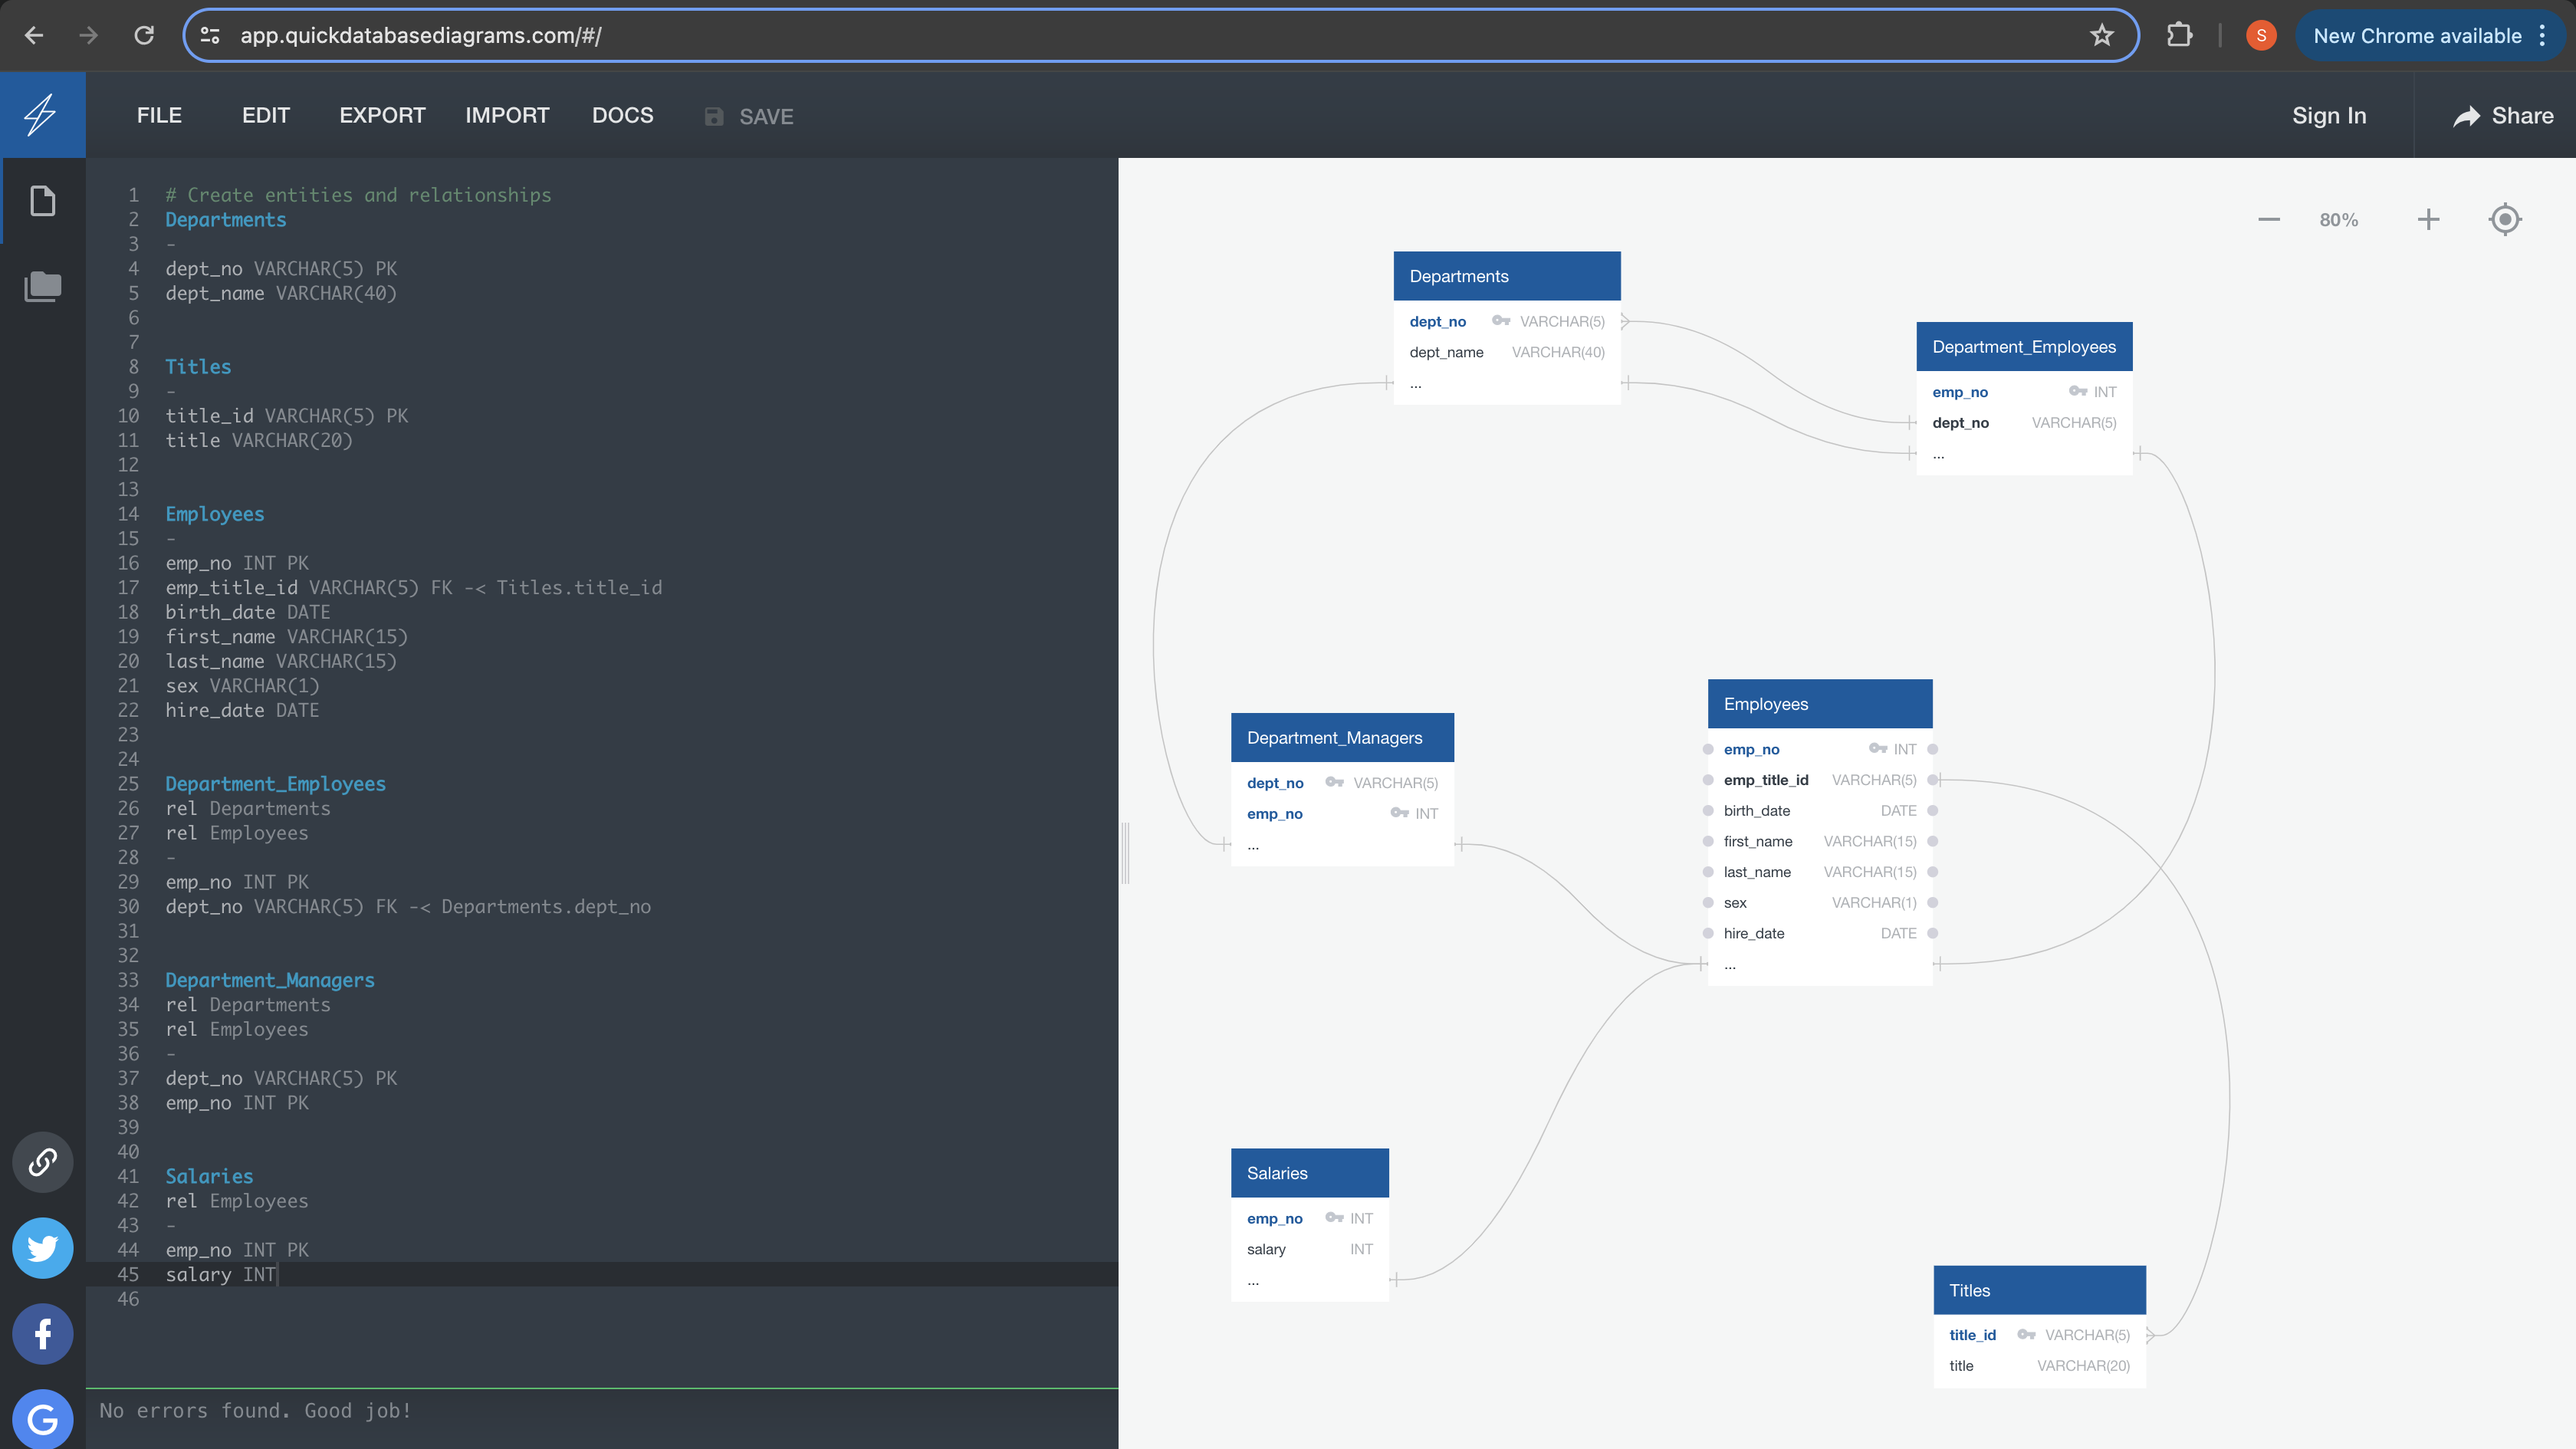 app.quickdatabasediagrams.com/#/
S
New Chrome available
FILE EDIT EXPORT IMPORT DOCS SAVE
Sign In Share
1 # Create entities and relationships
2 Departments
3 -
4 dept_no VARCHAR(5) PK
5 dept_name VARCHAR(40)
6
7
8 Titles
9 -
10 title_id VARCHAR(5) PK
11 title VARCHAR(20)
12
13
14 Employees
15 -
16 emp_no INT PK
17 emp_title_id VARCHAR(5) FK -< Titles.title_id
18 birth_date DATE
19 first_name VARCHAR(15)
20 last_name VARCHAR(15)
21 sex VARCHAR(1)
22 hire_date DATE
23
24
25 Department_Employees
26 rel Departments
27 rel Employees
28 -
29 emp_no INT PK
30 dept_no VARCHAR(5) FK -< Departments.dept_no
31
32
33 Department_Managers
34 rel Departments
35 rel Employees
36 -
37 dept_no VARCHAR(5) PK
38 emp_no INT PK
39
40
41 Salaries
42 rel Employees
43 -
44 emp_no INT PK
45 salary INT
46
No errors found. Good job!
80%
Departments
dept_no VARCHAR(5)
dept_name VARCHAR(40)
...
Department_Employees
emp_no INT
dept_no VARCHAR(5)
...
Department_Managers
dept_no VARCHAR(5)
emp_no INT
...
Employees
emp_no INT
emp_title_id VARCHAR(5)
birth_date DATE
first_name VARCHAR(15)
last_name VARCHAR(15)
sex VARCHAR(1)
hire_date DATE
...
Salaries
emp_no INT
salary INT
...
Titles
title_id VARCHAR(5)
title VARCHAR(20)